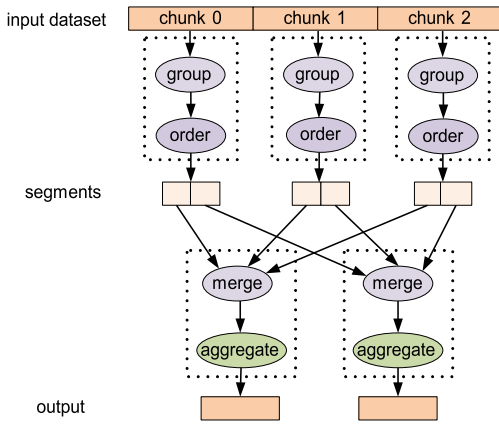 input dataset chunk 0 chunk 1 chunk 2
group group group
order order order
segments
merge merge
aggregate aggregate
output